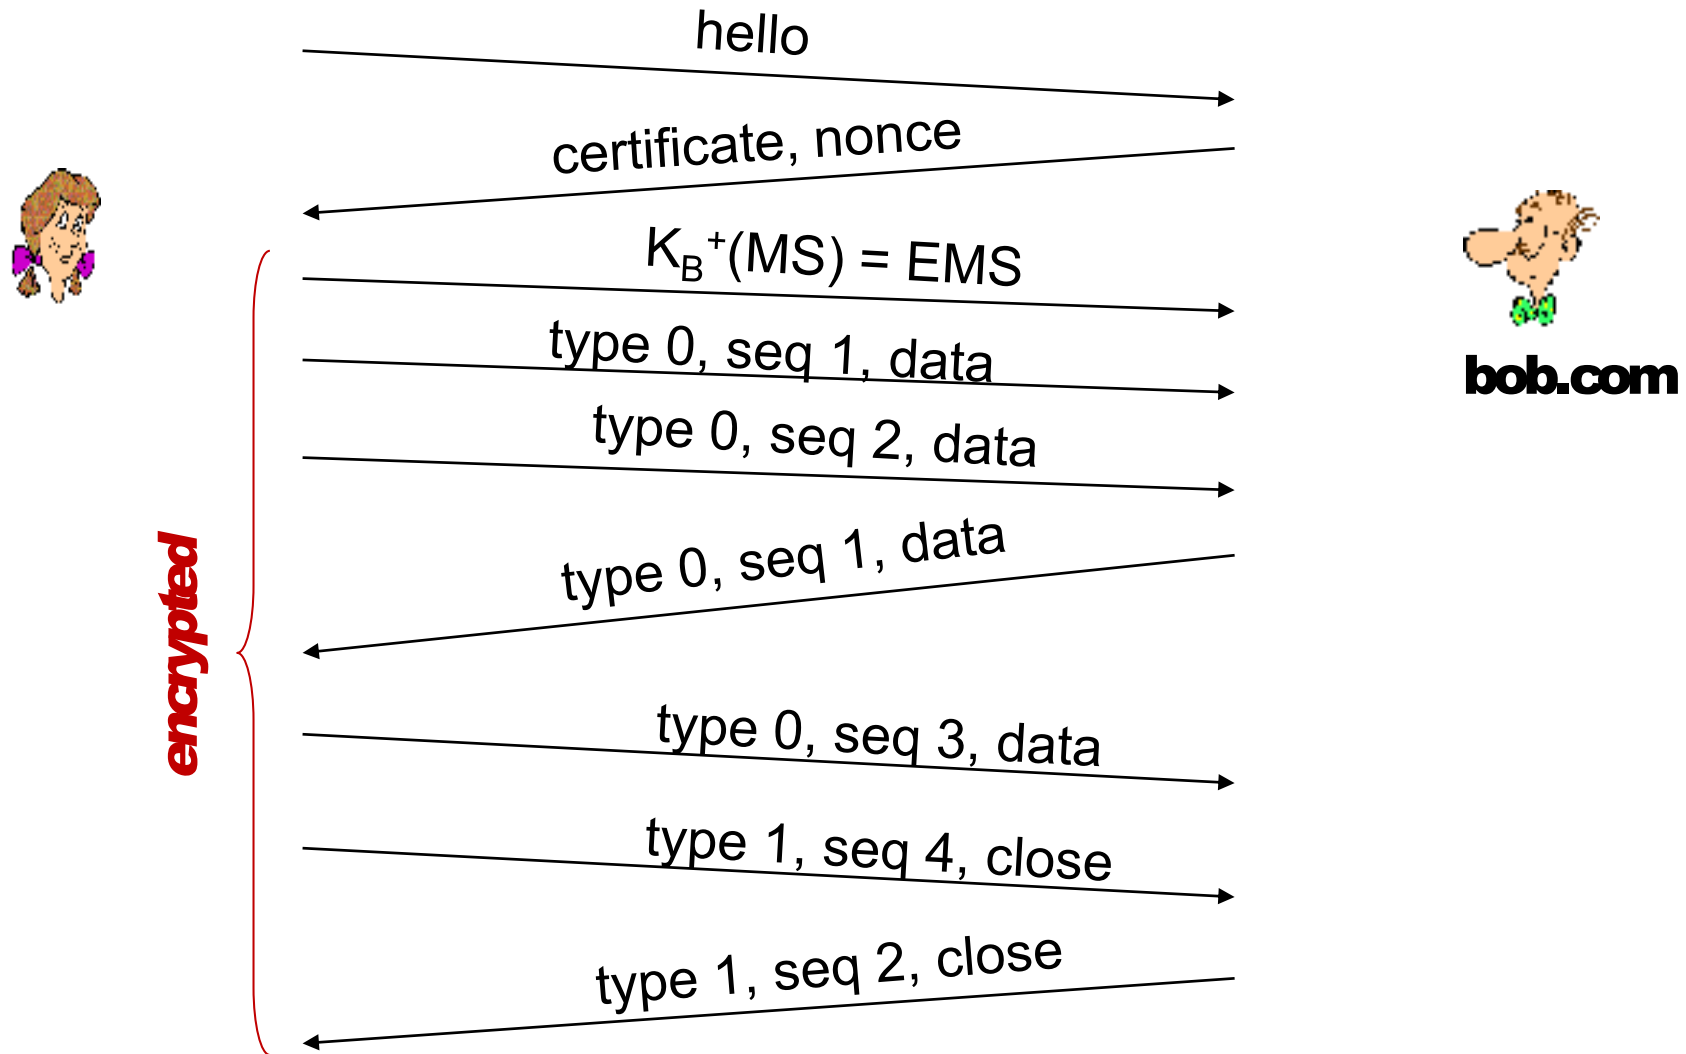 hello
certificate, nonce
K_B^+(MS) = EMS
type 0, seq 1, data
bob.com
type 0, seq 2, data
type 0, seq 1, data
encrypted
type 0, seq 3, data
type 1, seq 4, close
type 1, seq 2, close